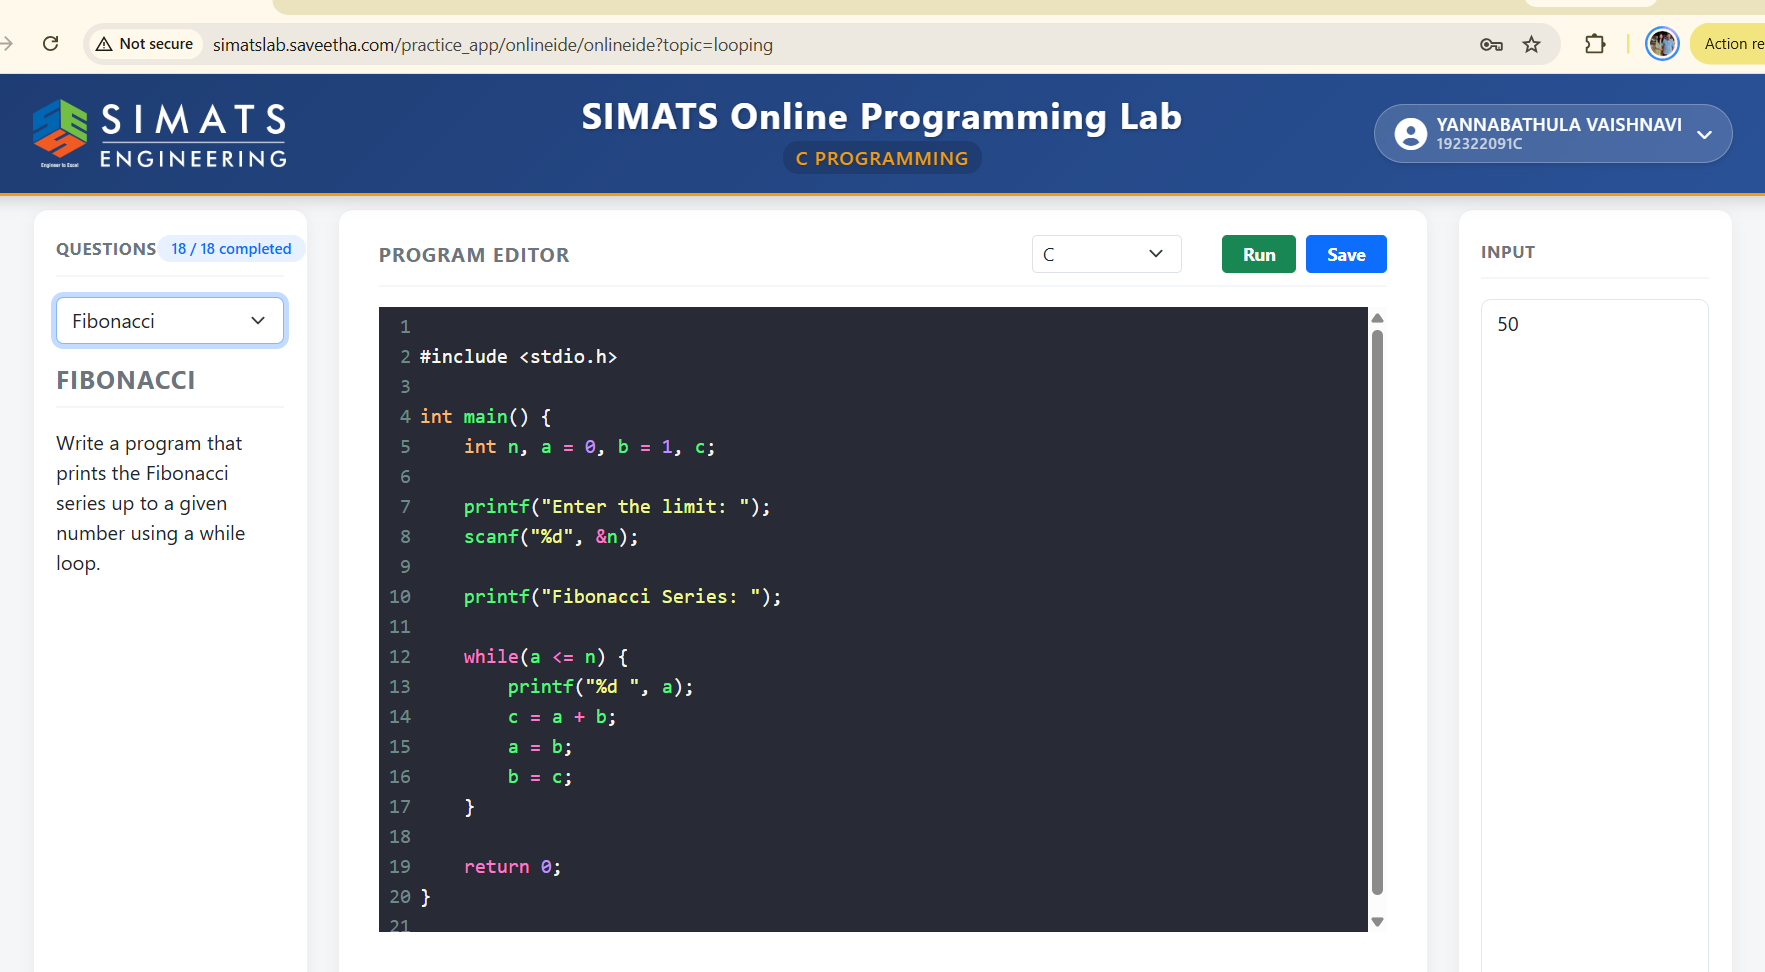 Not secure simatslab.saveetha.com/practice_app/onlineide/onlineide?topic=looping
Action re
SIMATS
ENGINEERING
Engineer to Excel
SIMATS Online Programming Lab
C PROGRAMMING
YANNABATHULA VAISHNAVI
192322091C
QUESTIONS 18 / 18 completed
Fibonacci
FIBONACCI
Write a program that
prints the Fibonacci
series up to a given
number using a while
loop.
PROGRAM EDITOR
C
Run
Save
1
2 #include <stdio.h>
3
4 int main() {
5     int n, a = 0, b = 1, c;
6
7     printf("Enter the limit: ");
8     scanf("%d", &n);
9
10     printf("Fibonacci Series: ");
11
12     while(a <= n) {
13         printf("%d ", a);
14         c = a + b;
15         a = b;
16         b = c;
17     }
18
19     return 0;
20 }
21
INPUT
50